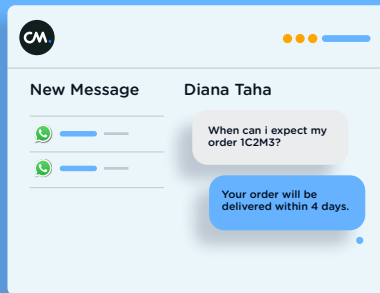 CM.
New Message
Diana Taha
When can i expect my
order 1C2M3?
Your order will be
delivered within 4 days.